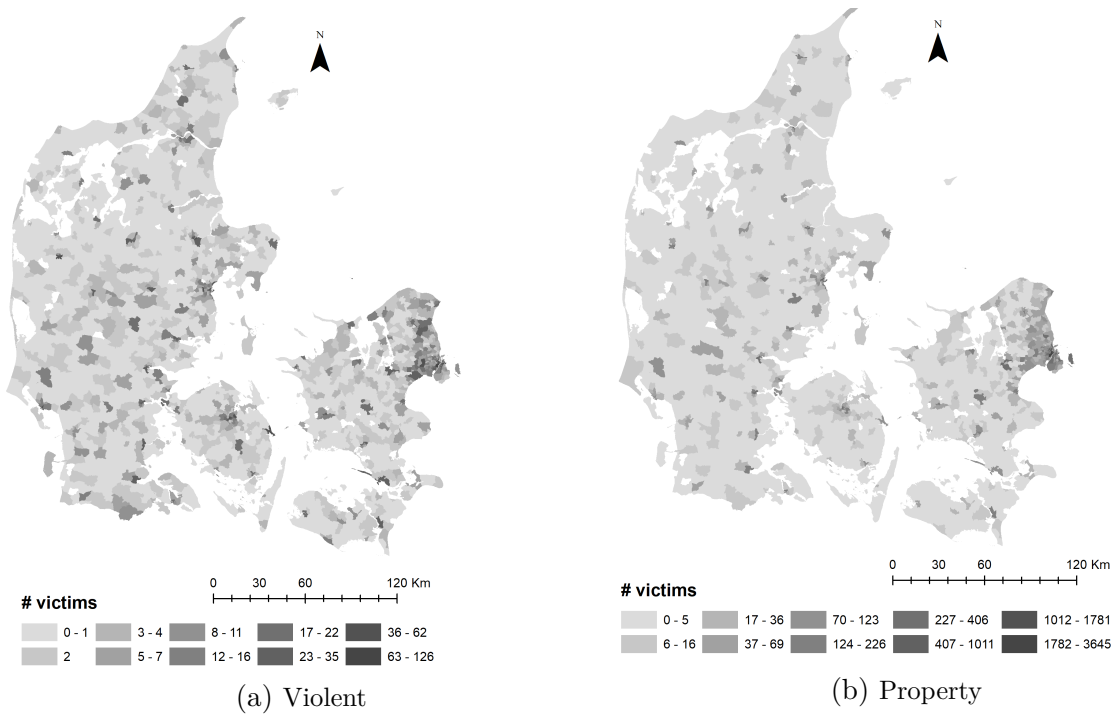 N
N
0 30 60 120 Km
# victims
0 - 1 3 - 4 8 - 11 17 - 22 36 - 62
2 5 - 7 12 - 16 23 - 35 63 - 126
(a) Violent
0 30 60 120 Km
# victims
0 - 5 17 - 36 70 - 123 227 - 406 1012 - 1781
6 - 16 37 - 69 124 - 226 407 - 1011 1782 - 3645
(b) Property